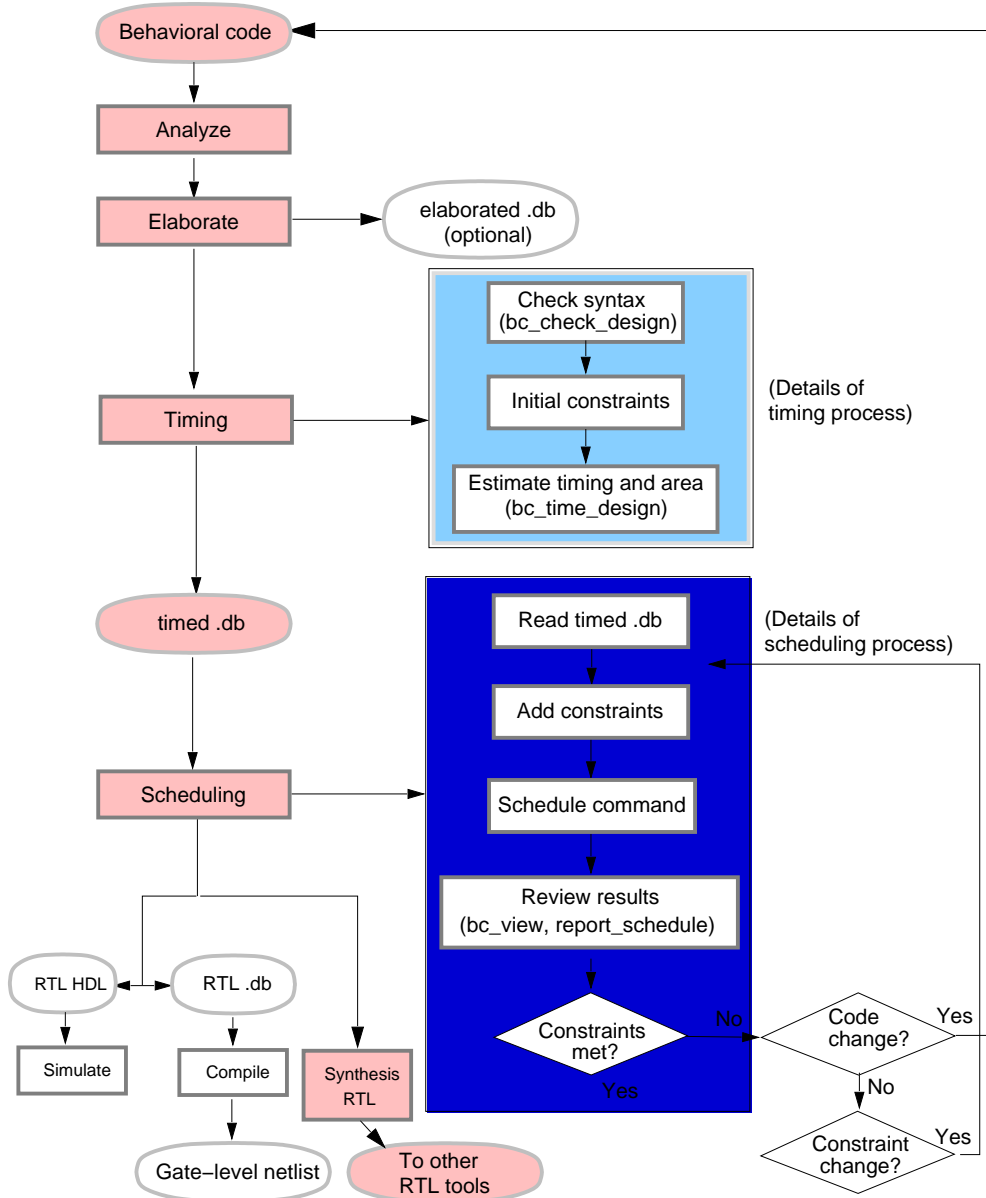 Behavioral code
Analyze
Elaborate
elaborated .db
(optional)
Check syntax
(bc_check_design)
Initial constraints
Estimate timing and area
(bc_time_design)
(Details of
timing process)
Timing
timed .db
Read timed .db
(Details of
scheduling process)
Add constraints
Scheduling
Schedule command
Review results
(bc_view, report_schedule)
Constraints
met?
No
Yes
Code
change?
Yes
No
Constraint
change?
Yes
RTL HDL
RTL .db
Simulate
Compile
Synthesis
RTL
Gate–level netlist
To other
RTL tools